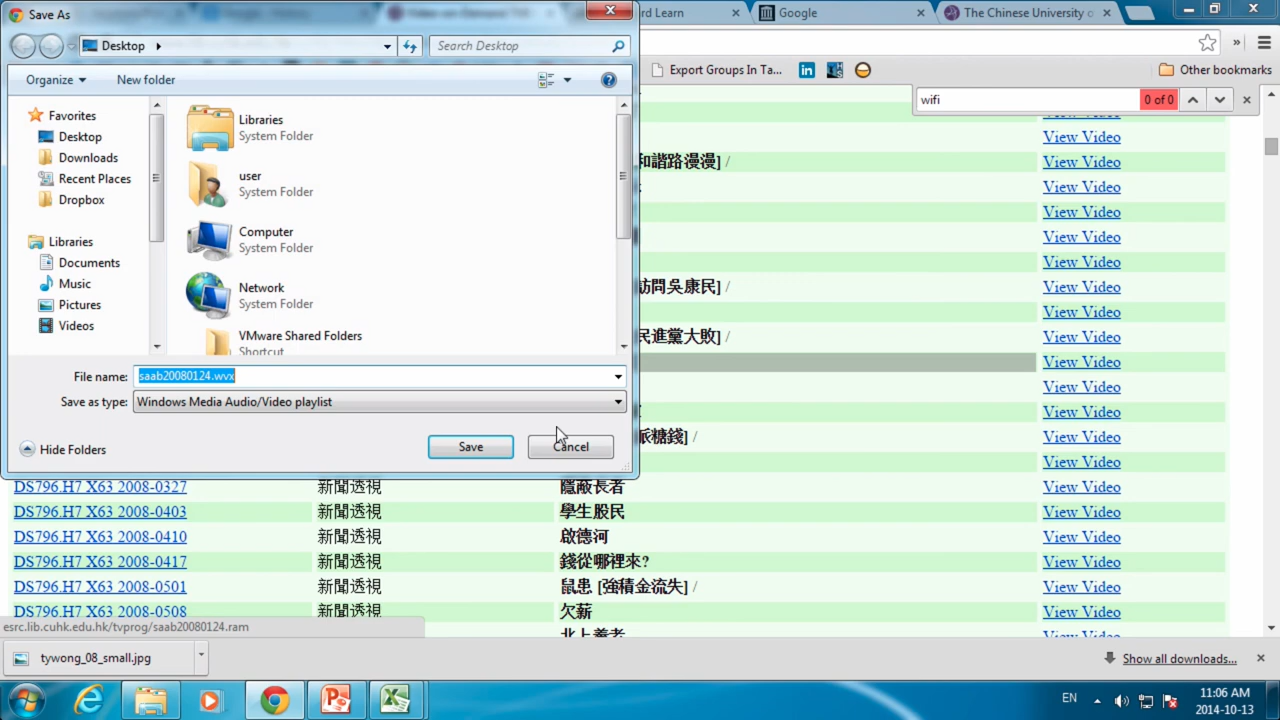 Save As
rd Learn
Google
The Chinese University o
Desktop
Search Desktop
Export Groups In Ta...
Other bookmarks
Organize
New folder
wifi
0 of 0
Favorites
Desktop
Downloads
Recent Places
Dropbox
Libraries
Documents
Music
Pictures
Videos
Libraries
System Folder
user
System Folder
Computer
System Folder
Network
System Folder
VMware Shared Folders
Shortcut
File name:
saab20080124.wvx
Save as type:
Windows Media Audio/Video playlist
Hide Folders
Save
Cancel
View Video
View Video
和諧路漫漫] /
View Video
View Video
View Video
View Video
View Video
訪問吳康民] /
View Video
View Video
民進黨大敗] /
View Video
View Video
View Video
View Video
派糖錢] /
View Video
View Video
DS796.H7 X63 2008-0327 新聞透視 隱蔽長者 View Video
DS796.H7 X63 2008-0403 新聞透視 學生股民 View Video
DS796.H7 X63 2008-0410 新聞透視 啟德河 View Video
DS796.H7 X63 2008-0417 新聞透視 錢從哪裡來? View Video
DS796.H7 X63 2008-0501 新聞透視 鼠患 [強積金流失] / View Video
DS796.H7 X63 2008-0508 新聞透視 欠薪 View Video
北上養老 View Video
esrc.lib.cuhk.edu.hk/tvprog/saab20080124.ram
tywong_08_small.jpg
Show all downloads...
EN
11:06 AM
2014-10-13